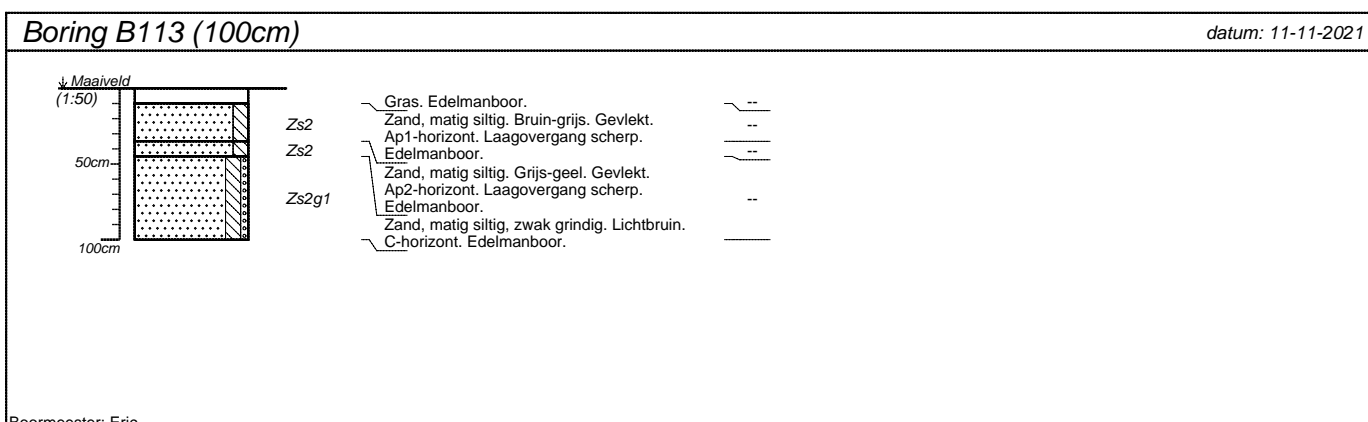 Boring B113 (100cm)
datum: 11-11-2021
Maaiveld
(1:50)
50cm
100cm
Zs2
Zs2
Zs2g1
Gras. Edelmanboor.
Zand, matig siltig. Bruin-grijs. Gevlekt.
Ap1-horizont. Laagovergang scherp.
Edelmanboor.
Zand, matig siltig. Grijs-geel. Gevlekt.
Ap2-horizont. Laagovergang scherp.
Edelmanboor.
Zand, matig siltig, zwak grindig. Lichtbruin.
C-horizont. Edelmanboor.
--
--
--
--
Boormeester: Eric